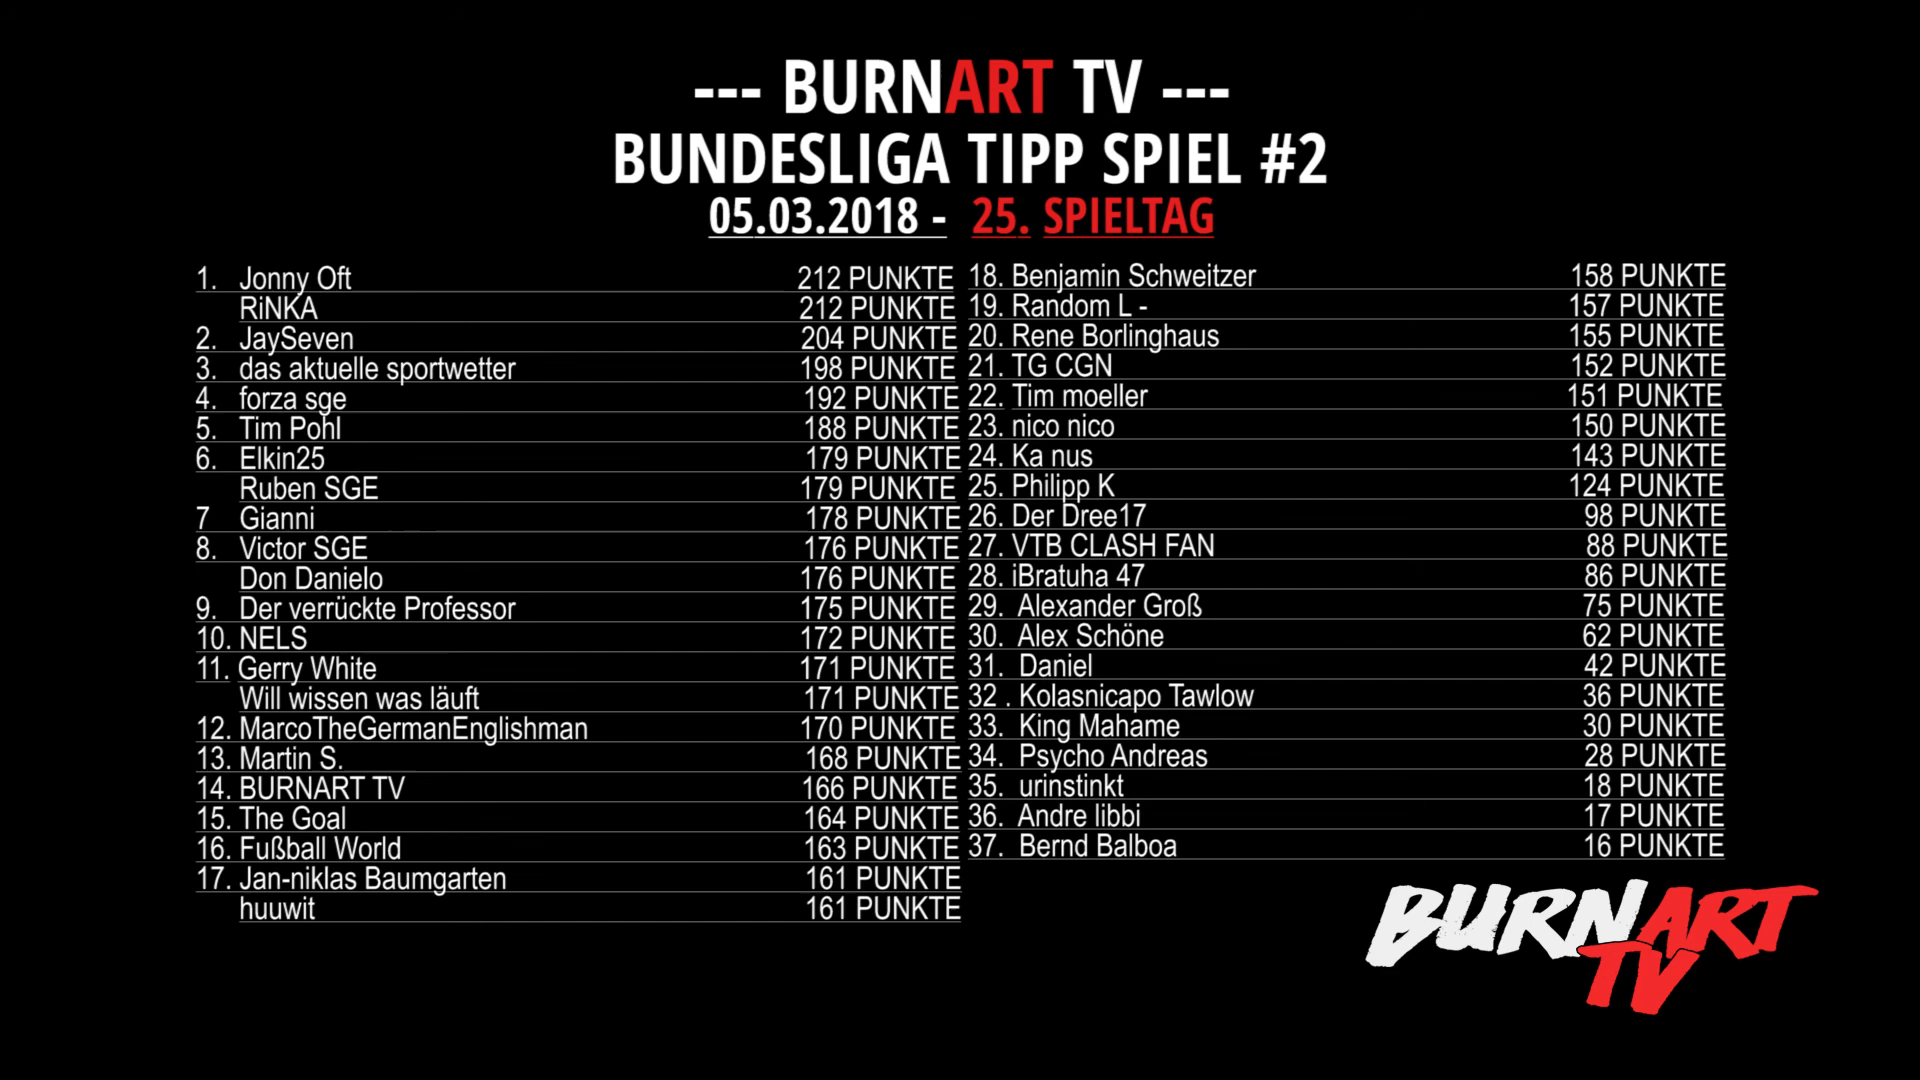 --- BURNART TV ---
BUNDESLIGA TIPP SPIEL #2
05.03.2018 - 25. SPIELTAG
1. Jonny Oft 212 PUNKTE
RiNKA 212 PUNKTE
2. JaySeven 204 PUNKTE
3. das aktuelle sportwetter 198 PUNKTE
4. forza sge 192 PUNKTE
5. Tim Pohl 188 PUNKTE
6. Elkin25 179 PUNKTE
Ruben SGE 179 PUNKTE
7 Gianni 178 PUNKTE
8. Victor SGE 176 PUNKTE
Don Danielo 176 PUNKTE
9. Der verrückte Professor 175 PUNKTE
10. NELS 172 PUNKTE
11. Gerry White 171 PUNKTE
Will wissen was läuft 171 PUNKTE
12. MarcoTheGermanEnglishman 170 PUNKTE
13. Martin S. 168 PUNKTE
14. BURNART TV 166 PUNKTE
15. The Goal 164 PUNKTE
16. Fußball World 163 PUNKTE
17. Jan-niklas Baumgarten 161 PUNKTE
huuwit 161 PUNKTE
18. Benjamin Schweitzer 158 PUNKTE
19. Random L - 157 PUNKTE
20. Rene Borlinghaus 155 PUNKTE
21. TG CGN 152 PUNKTE
22. Tim moeller 151 PUNKTE
23. nico nico 150 PUNKTE
24. Ka nus 143 PUNKTE
25. Philipp K 124 PUNKTE
26. Der Dree17 98 PUNKTE
27. VTB CLASH FAN 88 PUNKTE
28. iBratuha 47 86 PUNKTE
29. Alexander Groß 75 PUNKTE
30. Alex Schöne 62 PUNKTE
31. Daniel 42 PUNKTE
32 . Kolasnicapo Tawlow 36 PUNKTE
33. King Mahame 30 PUNKTE
34. Psycho Andreas 28 PUNKTE
35. urinstinkt 18 PUNKTE
36. Andre libbi 17 PUNKTE
37. Bernd Balboa 16 PUNKTE
BURNART
TV